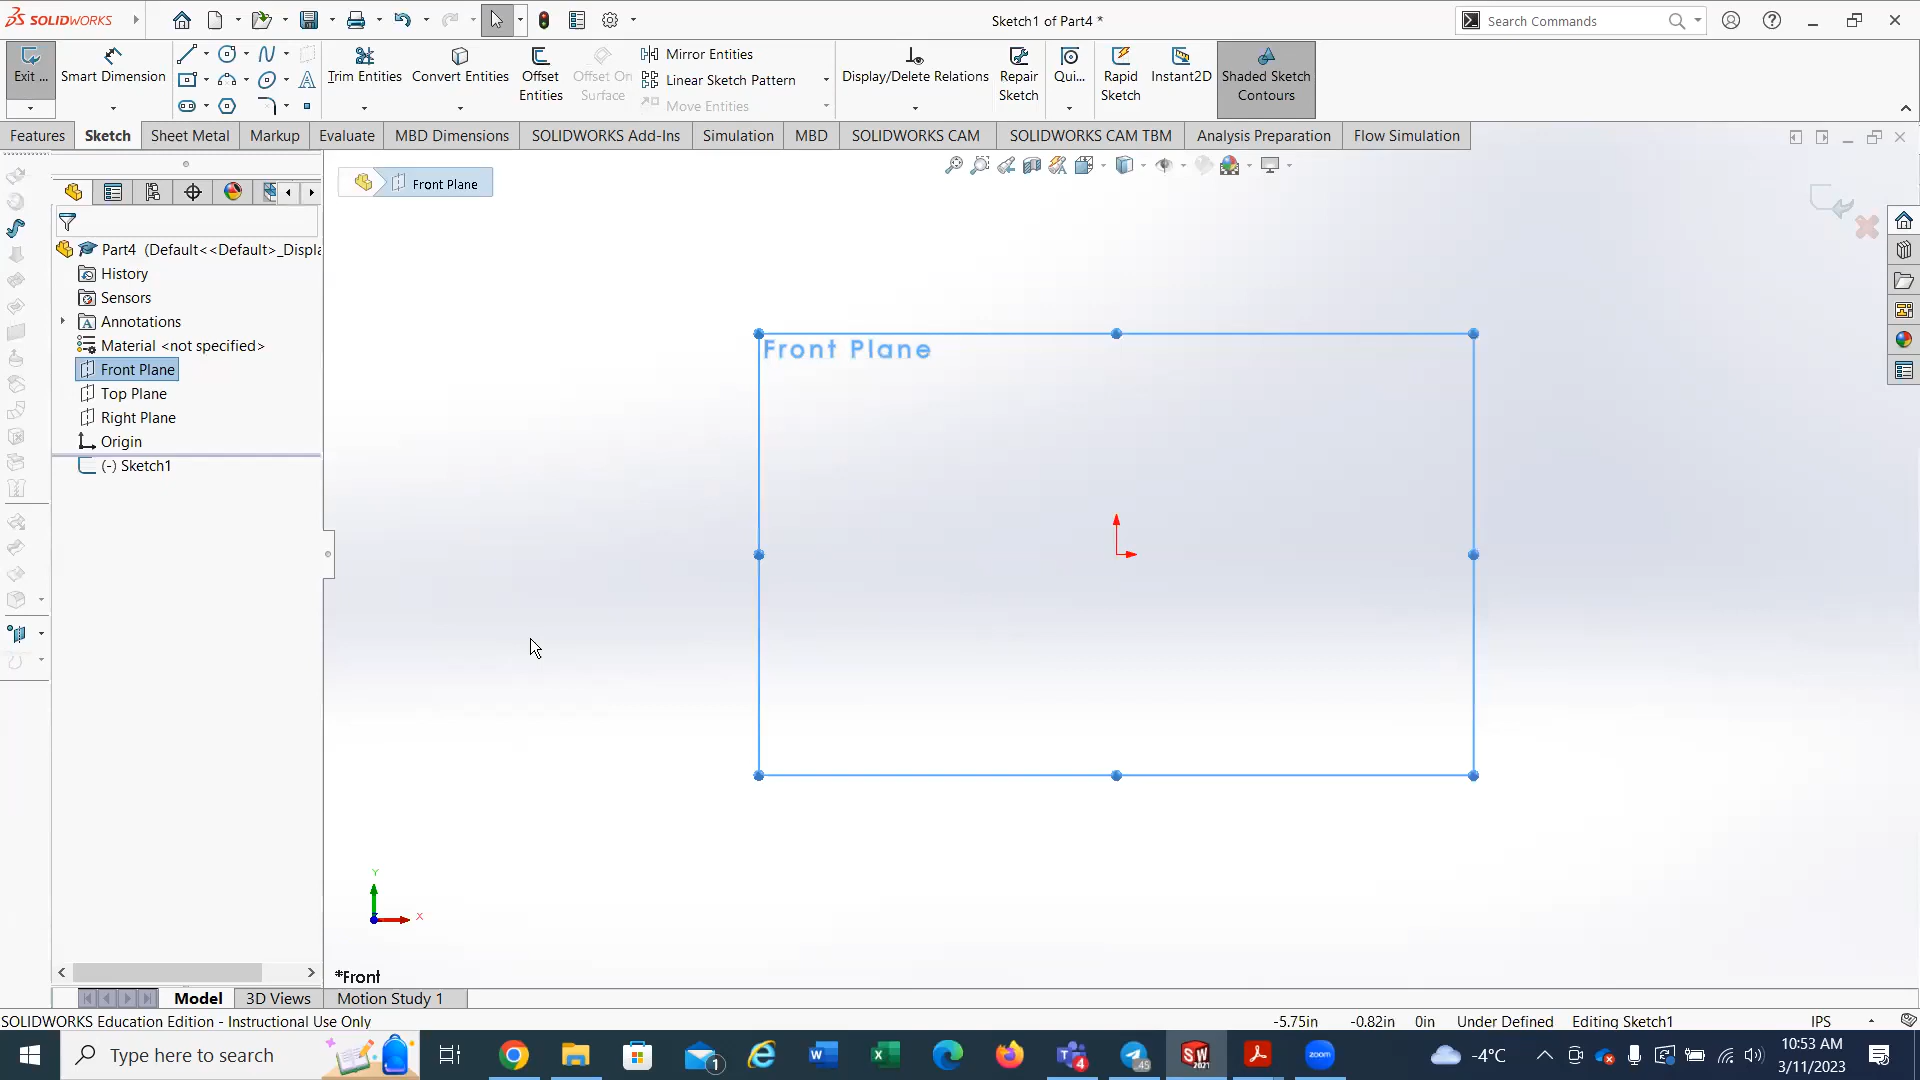 SOLIDWORKS
Sketch1 of Part4 *
Search Commands
Exit ...
Smart Dimension
Trim Entities
Convert Entities
Offset Entities
Offset On Surface
Mirror Entities
Linear Sketch Pattern
Move Entities
Display/Delete Relations
Repair Sketch
Qui...
Rapid Sketch
Instant2D
Shaded Sketch Contours
Features
Sketch
Sheet Metal
Markup
Evaluate
MBD Dimensions
SOLIDWORKS Add-Ins
Simulation
MBD
SOLIDWORKS CAM
SOLIDWORKS CAM TBM
Analysis Preparation
Flow Simulation
Front Plane
Part4 (Default<<Default>_Displa
History
Sensors
Annotations
Material <not specified>
Front Plane
Top Plane
Right Plane
Origin
(-) Sketch1
Front Plane
Y
X
*Front
Model
3D Views
Motion Study 1
SOLIDWORKS Education Edition - Instructional Use Only
-5.75in
-0.82in
0in
Under Defined
Editing Sketch1
IPS
Type here to search
1
4
45
SW
2021
zoom
-4°C
10:53 AM
3/11/2023